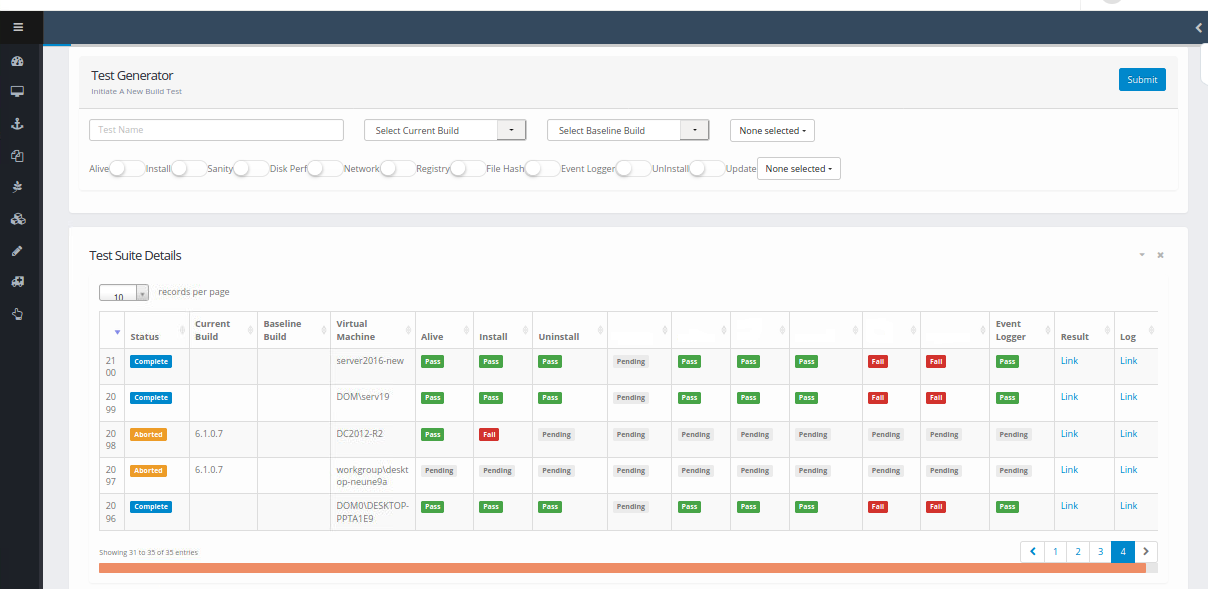 Test Generator
Initiate A New Build Test
Submit
Test Name
Select Current Build
Select Baseline Build
None selected
Alive Install Sanity Disk Perf Network Registry File Hash Event Logger UnInstall Update None selected
Test Suite Details
10 records per page
Status Current Build Baseline Build Virtual Machine Alive Install Uninstall Event Logger Result Log
2100 Complete server2016-new Pass Pass Pass Pending Pass Pass Pass Fail Fail Pass Link Link
2099 Complete DOM\serv19 Pass Pass Pass Pending Pass Pass Pass Fail Fail Pass Link Link
2098 Aborted 6.1.0.7 DC2012-R2 Pass Fail Pending Pending Pending Pending Pending Pending Pending Pending Link Link
2097 Aborted 6.1.0.7 workgroup\desktop-neune9a Pending Pending Pending Pending Pending Pending Pending Pending Pending Pending Link Link
2096 Complete DOM0\DESKTOP-PPTA1E9 Pass Pass Pass Pending Pass Pass Pass Fail Fail Pass Link Link
Showing 31 to 35 of 35 entries
1 2 3 4